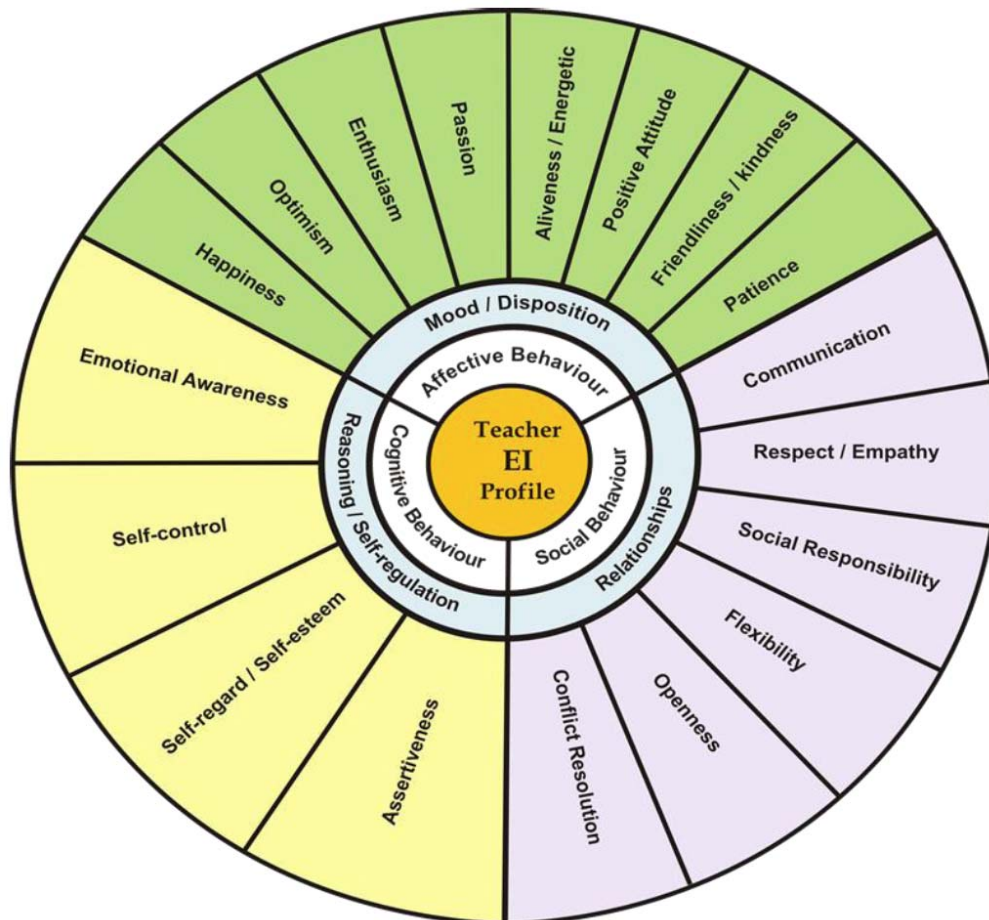 Teacher
EI
Profile
Affective Behaviour
Social Behaviour
Cognitive Behaviour
Mood / Disposition
Relationships
Reasoning / Self-regulation
Happiness
Optimism
Enthusiasm
Passion
Aliveness / Energetic
Positive Attitude
Friendliness / kindness
Patience
Communication
Respect / Empathy
Social Responsibility
Flexibility
Openness
Conflict Resolution
Assertiveness
Self-regard / Self-esteem
Self-control
Emotional Awareness